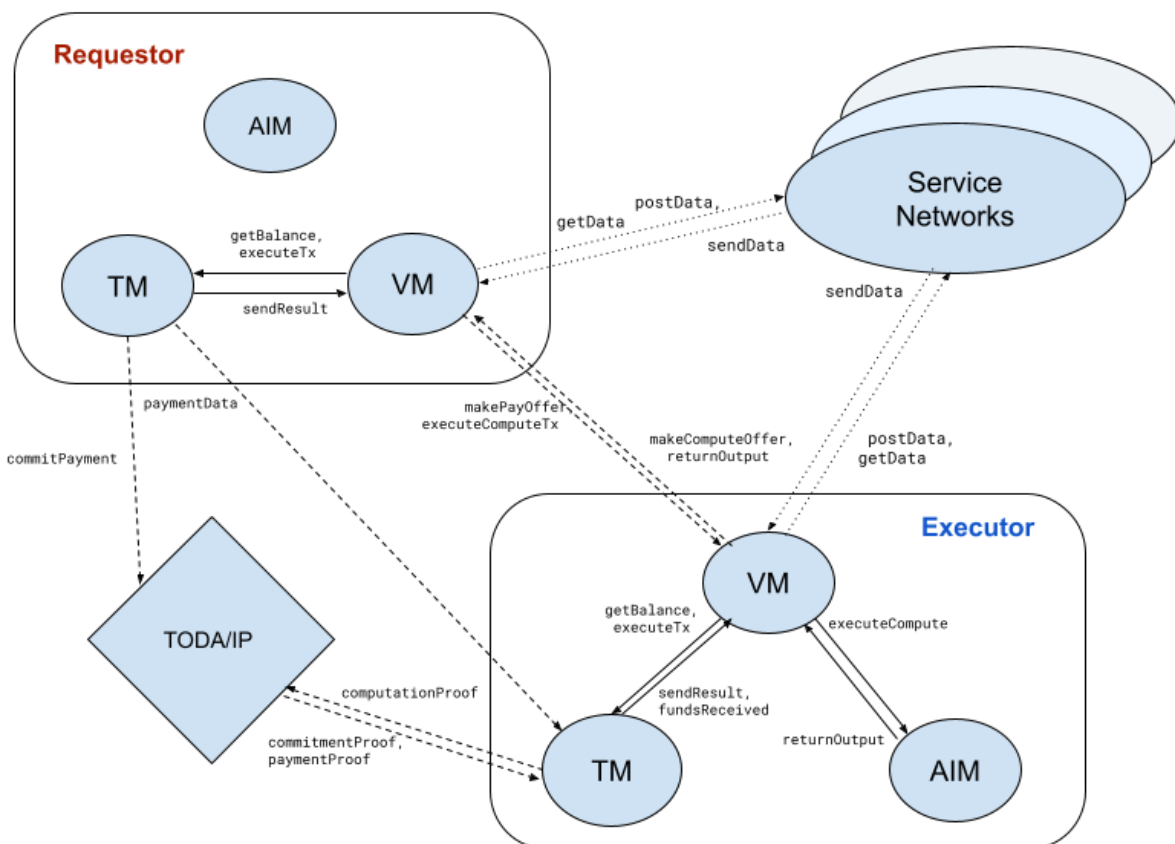 Requestor
AIM
Service
Networks
postData,
getData
sendData
getBalance,
executeTx
TM
VM
sendResult
sendData
paymentData
makePayOffer
executeComputeTx
makeComputeOffer,
returnOutput
postData,
getData
commitPayment
Executor
VM
TODA/IP
getBalance,
executeTx
executeCompute
computationProof
sendResult,
fundsReceived
commitmentProof,
paymentProof
returnOutput
TM
AIM